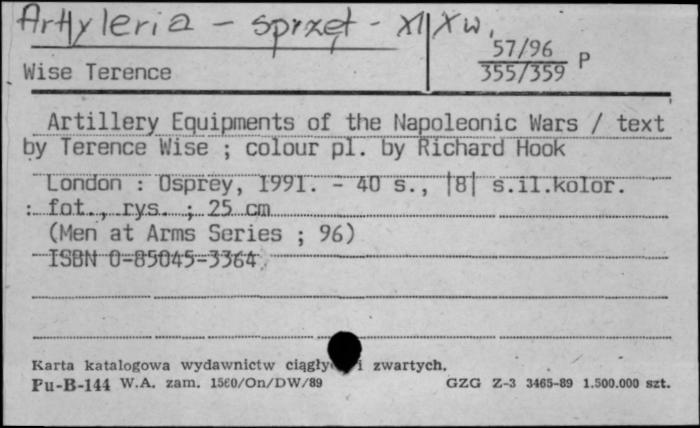 Artyleria - sprzęt - XIX w.
57/96
Wise Terence
355/359 P
Artillery Equipments of the Napoleonic Wars / text
by Terence Wise ; colour pl. by Richard Hook
London : Osprey, 1991. - 40 s., |8| s.il.kolor.
: fot., rys. ; 25 cm
(Men at Arms Series ; 96)
ISBN 0-85045-3364
Karta katalogowa wydawnictw i zwartych.
Pu-B-144 W.A. zam. 1560/On/DW/89 GZG Z-3 3465-89 1.500.000 szt.